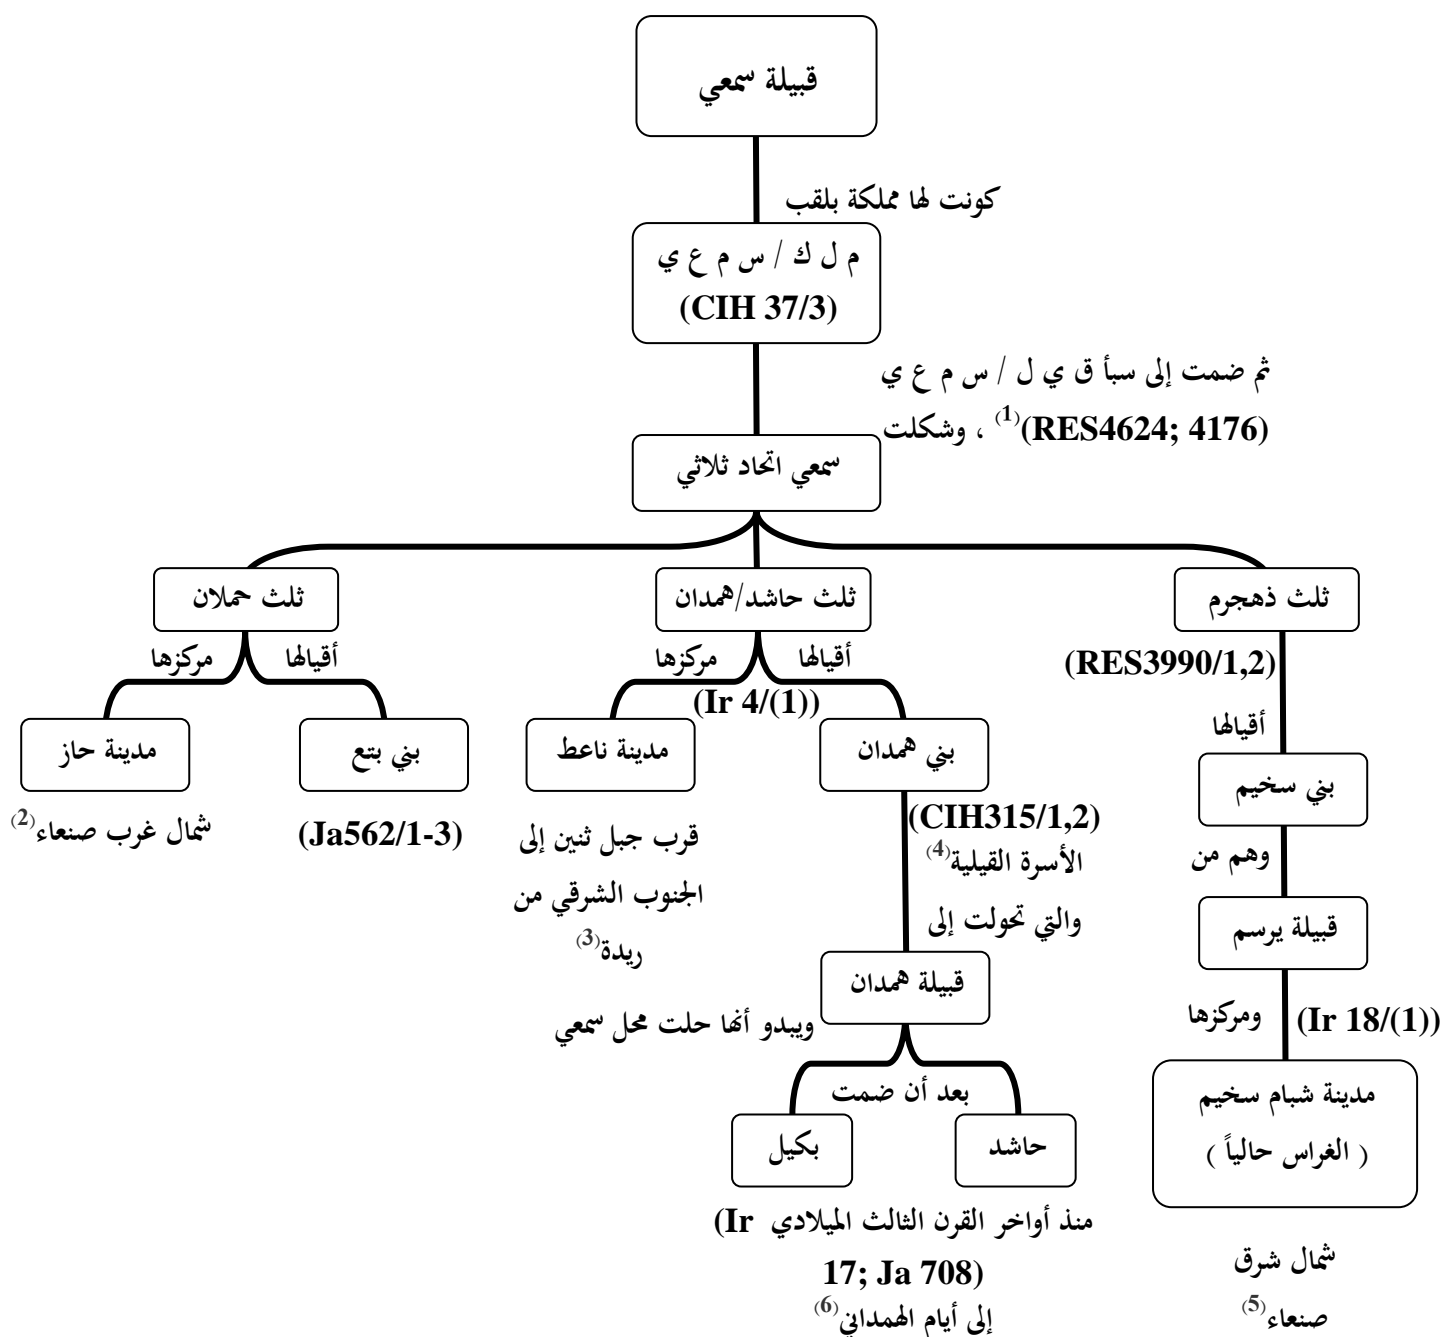 قبيلة سمعي
كونت لها مملكة بلقب
م ل ك / س م ع ي
(CIH 37/3)
ثم ضمت إلى سبأ ق ي ل / س م ع ي
(RES4624; 4176)(1) ، وشكلت
سمعي اتحاد ثلاثي
ثلث ذهجرم
ثلث حاشد/همدان
ثلث حملان
(RES3990/1,2)
أقيالها
مركزها
أقيالها
مركزها
(Ir 4/(1))
أقيالها
بني سخيم
بني همدان
مدينة ناعط
بني بتع
مدينة حاز
(CIH315/1,2)
الأسرة القيلية(4)
والتي تحولت إلى
قرب جبل ثنين إلى
الجنوب الشرقي من
ريدة(3)
(Ja562/1-3)
شمال غرب صنعاء(2)
وهم من
قبيلة يرسم
قبيلة همدان
(Ir 18/(1))
ومركزها
ويبدو أنها حلت محل سمعي
بعد أن ضمت
مدينة شبام سخيم
( الغراس حالياً )
حاشد
بكيل
منذ أواخر القرن الثالث الميلادي (Ir
17; Ja 708)
إلى أيام الهمداني(6)
شمال شرق
صنعاء(5)